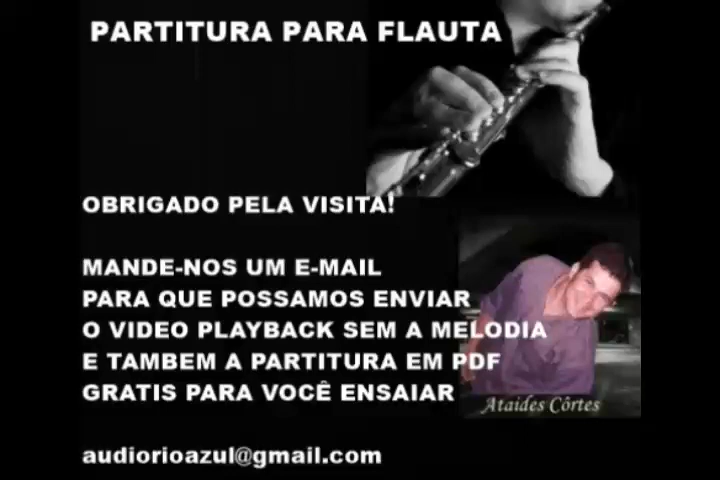 PARTITURA PARA FLAUTA
OBRIGADO PELA VISITA!
MANDE-NOS UM E-MAIL
PARA QUE POSSAMOS ENVIAR
O VIDEO PLAYBACK SEM A MELODIA
E TAMBEM A PARTITURA EM PDF
GRATIS PARA VOCÊ ENSAIAR
Ataides Côrtes
audiorioazul@gmail.com